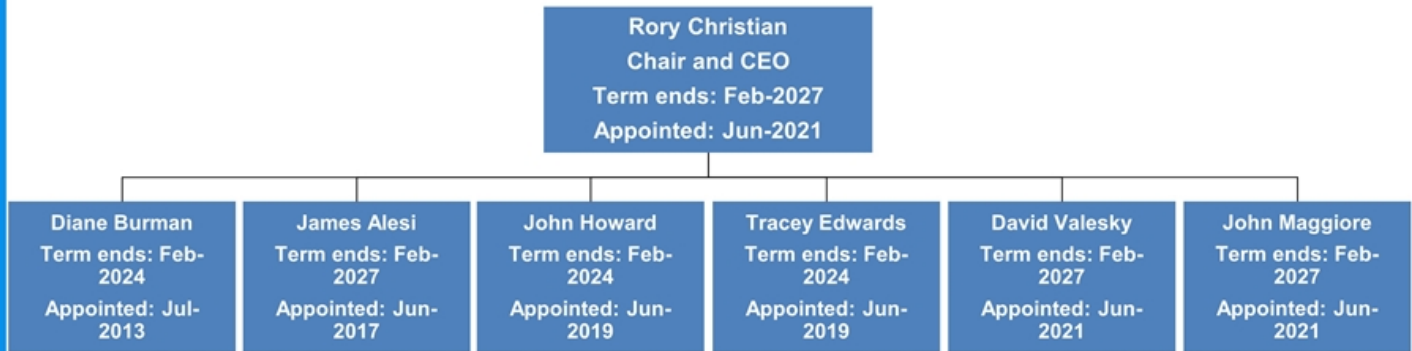 Rory Christian
Chair and CEO
Term ends: Feb-2027
Appointed: Jun-2021
Diane Burman
Term ends: Feb-
2024
Appointed: Jul-
2013
James Alesi
Term ends: Feb-
2027
Appointed: Jun-
2017
John Howard
Term ends: Feb-
2024
Appointed: Jun-
2019
Tracey Edwards
Term ends: Feb-
2024
Appointed: Jun-
2019
David Valesky
Term ends: Feb-
2027
Appointed: Jun-
2021
John Maggiore
Term ends: Feb-
2027
Appointed: Jun-
2021